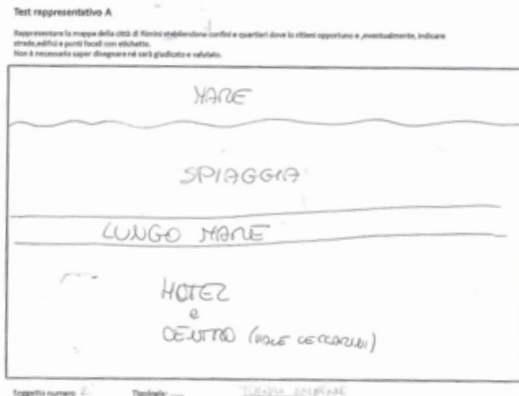 Test rappresentativo A
Rappresentare la mappa della città di Rimini stabilendone confini e quartieri dove lo ritieni opportuno e ,eventualmente, indicare
strade,edifici e punti focali con etichette.
Non è necessario saper disegnare né sarà giudicato e valutato.
MARE
SPIAGGIA
LUNGO MARE
HOTEL
e
CENTRO (VIALE CECCARINI)
Soggetto numero 2
Tipologia: